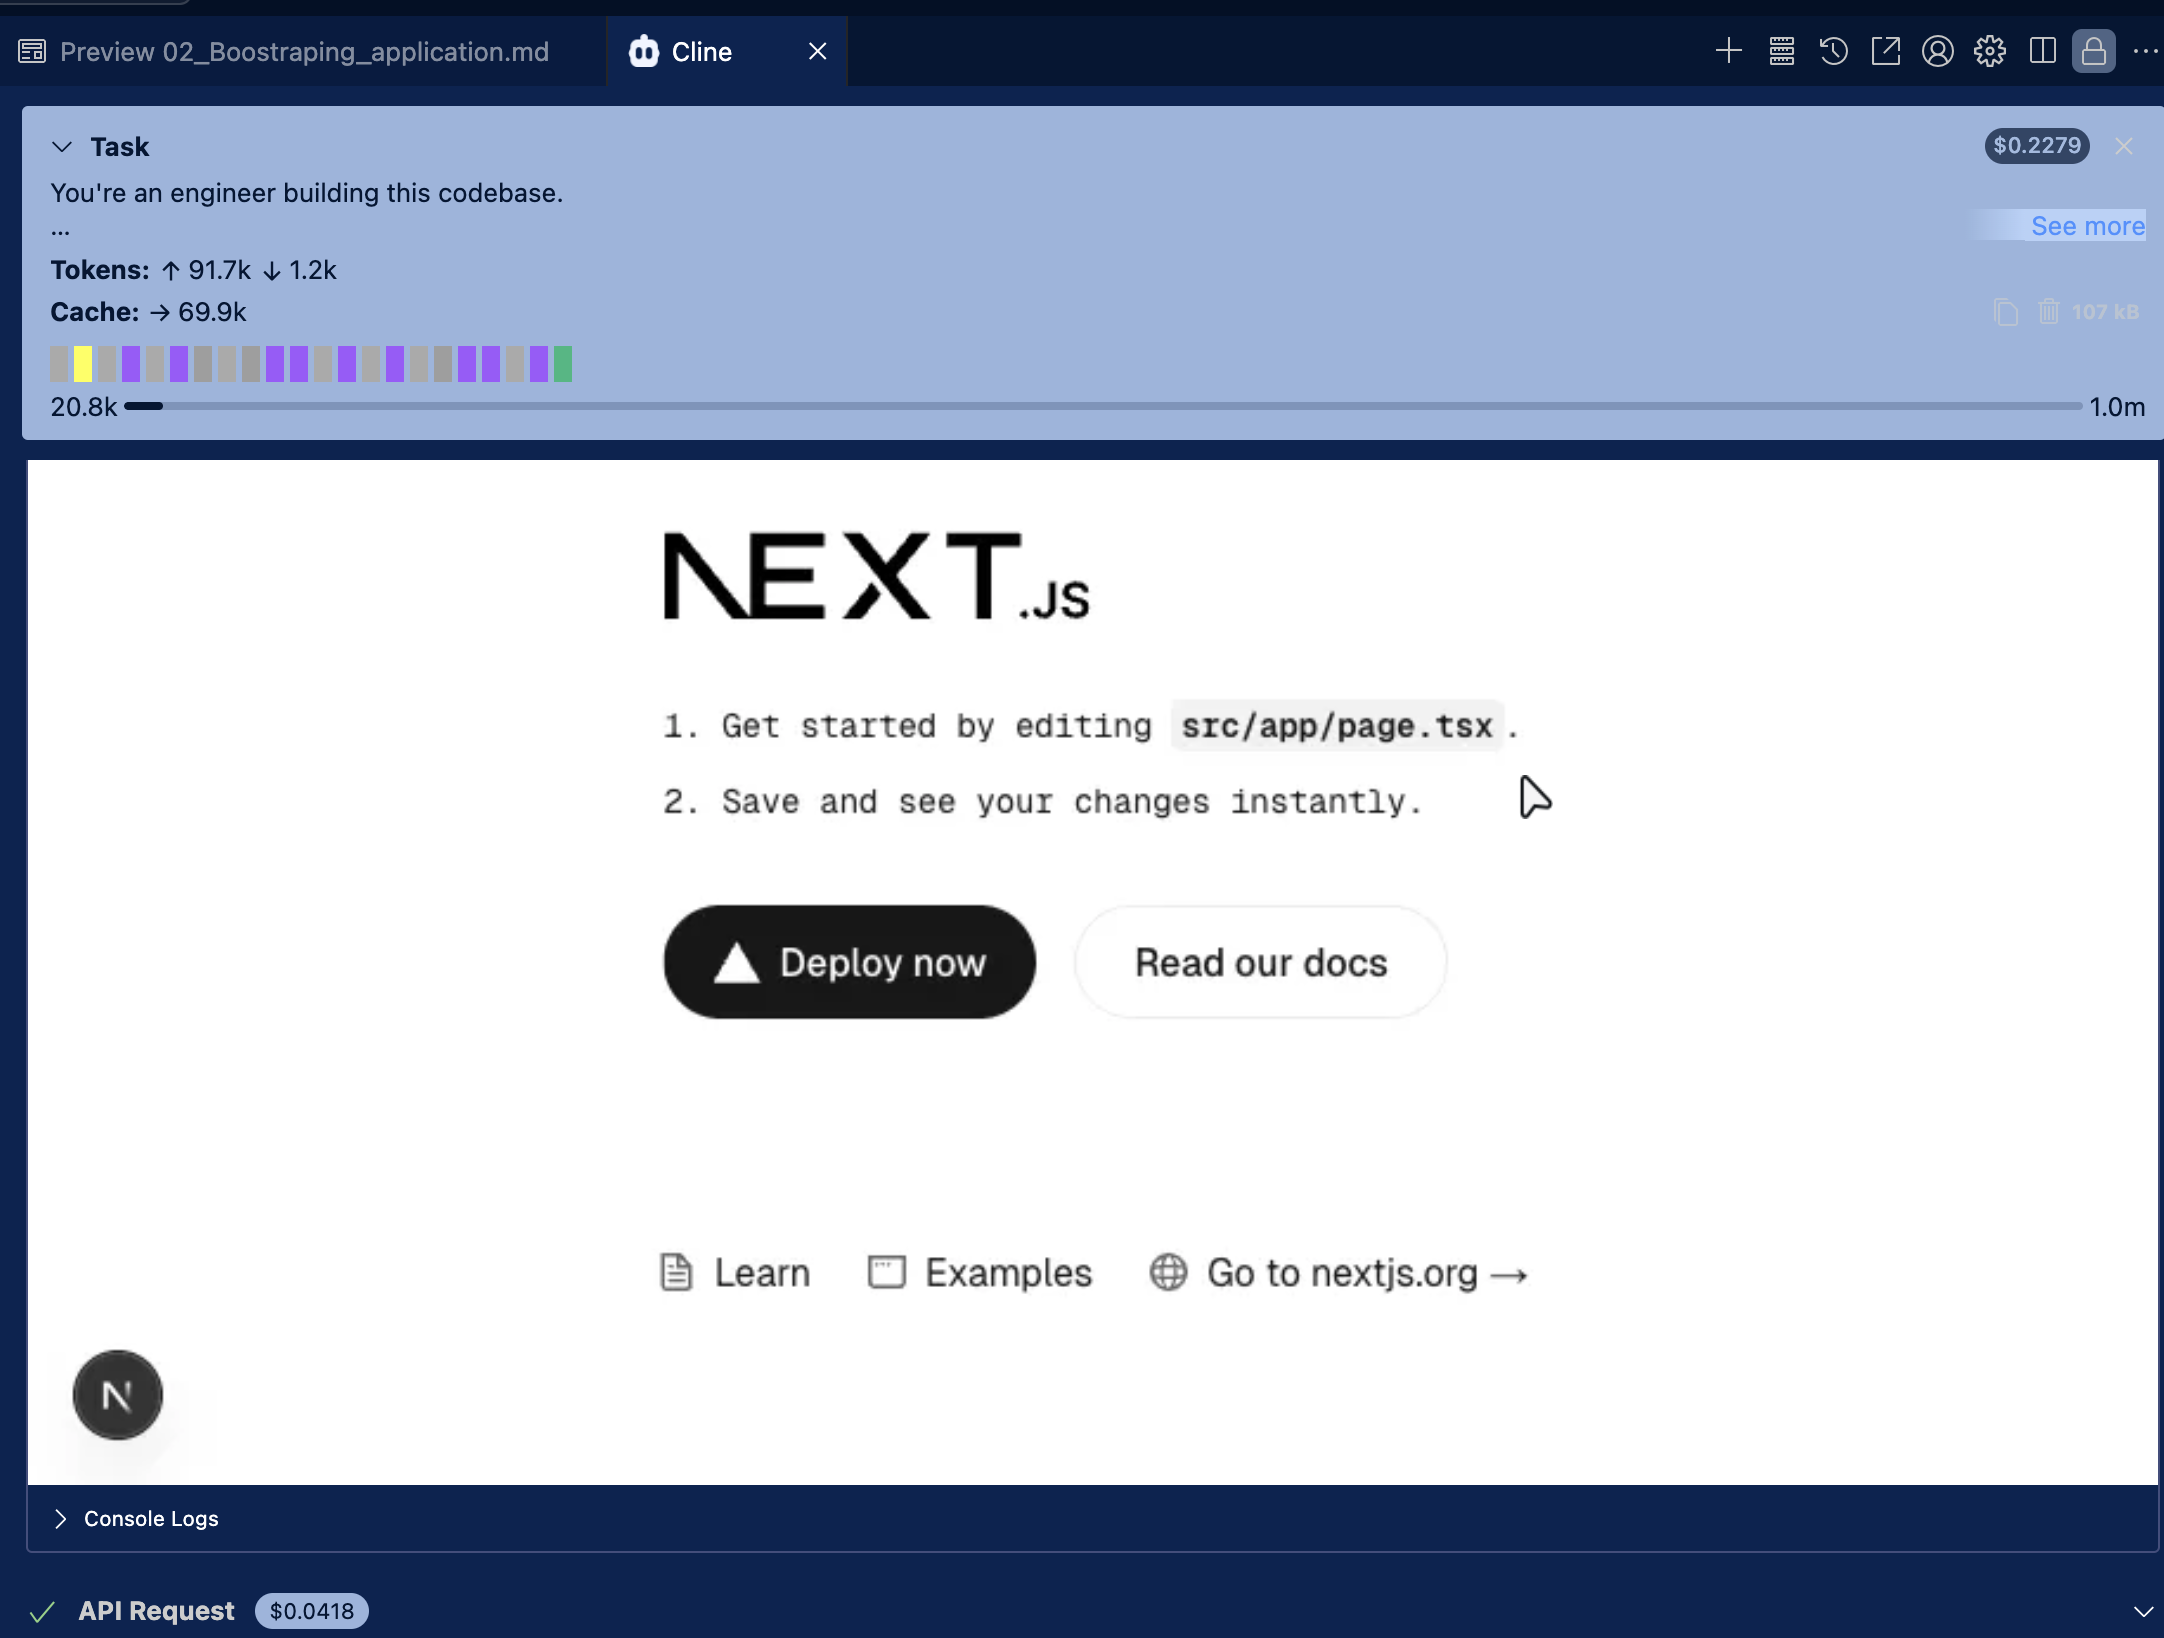 Preview 02_Boostraping_application.md
Cline
Task
$0.2279
You're an engineer building this codebase.
...
See more
Tokens: ↑ 91.7k ↓ 1.2k
Cache: → 69.9k
107 kB
20.8k
1.0m
NEXT.JS
1. Get started by editing src/app/page.tsx.
2. Save and see your changes instantly.
Deploy now
Read our docs
Learn
Examples
Go to nextjs.org →
N
Console Logs
API Request $0.0418